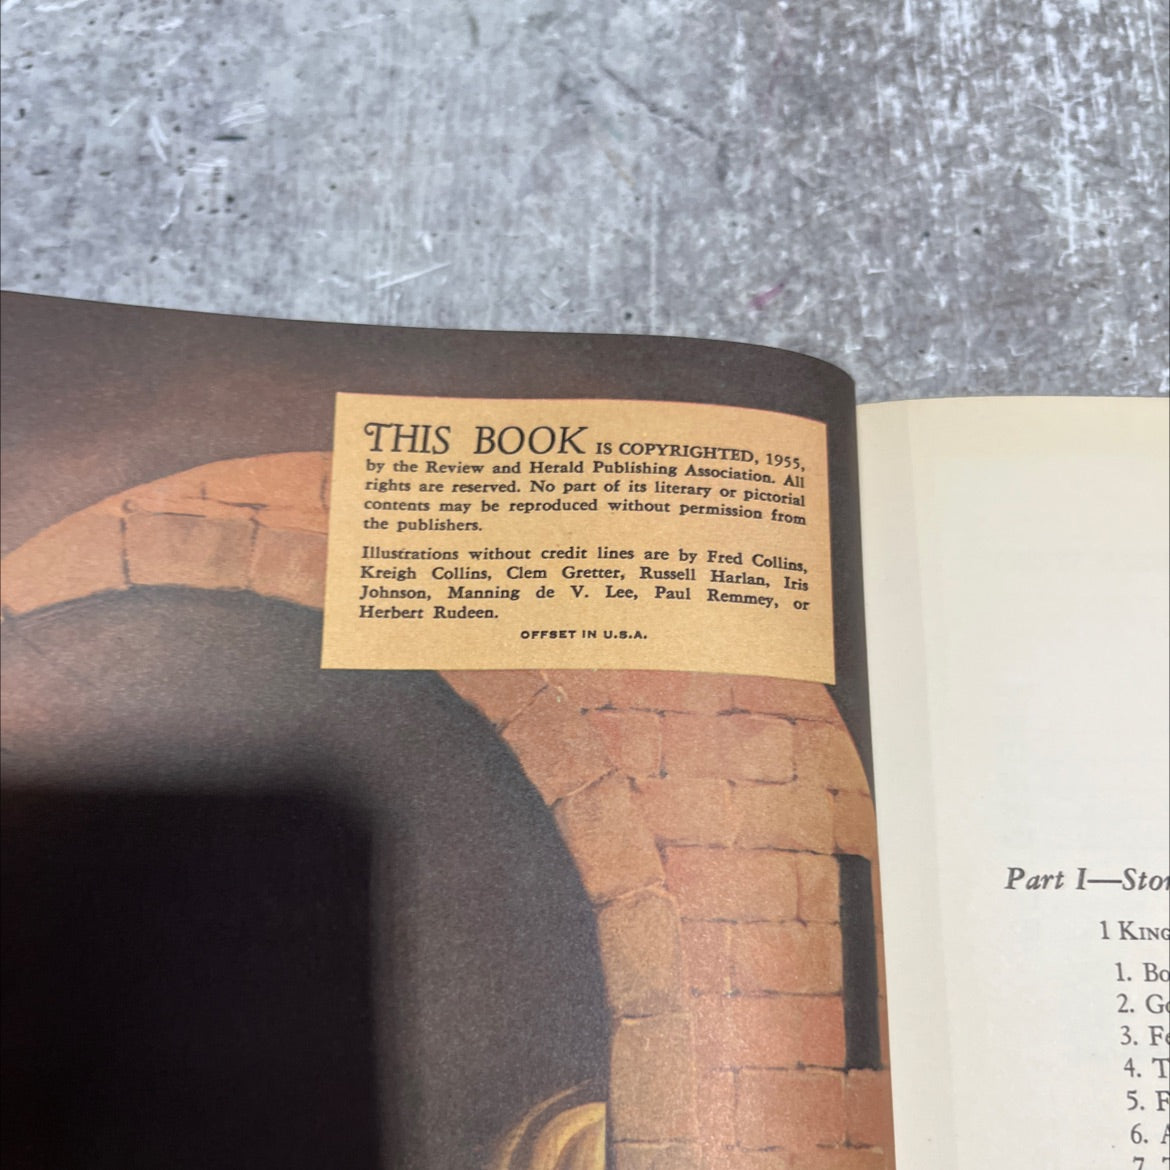 THIS BOOK IS COPYRIGHTED, 1955,
by the Review and Herald Publishing Association. All
rights are reserved. No part of its literary or pictorial
contents may be reproduced without permission from
the publishers.
Illustrations without credit lines are by Fred Collins,
Kreigh Collins, Clem Gretter, Russell Harlan, Iris
Johnson, Manning de V. Lee, Paul Remmey, or
Herbert Rudeen.
OFFSET IN U.S.A.
Part I—
1
1.
2.
3.
4.
5.
6.